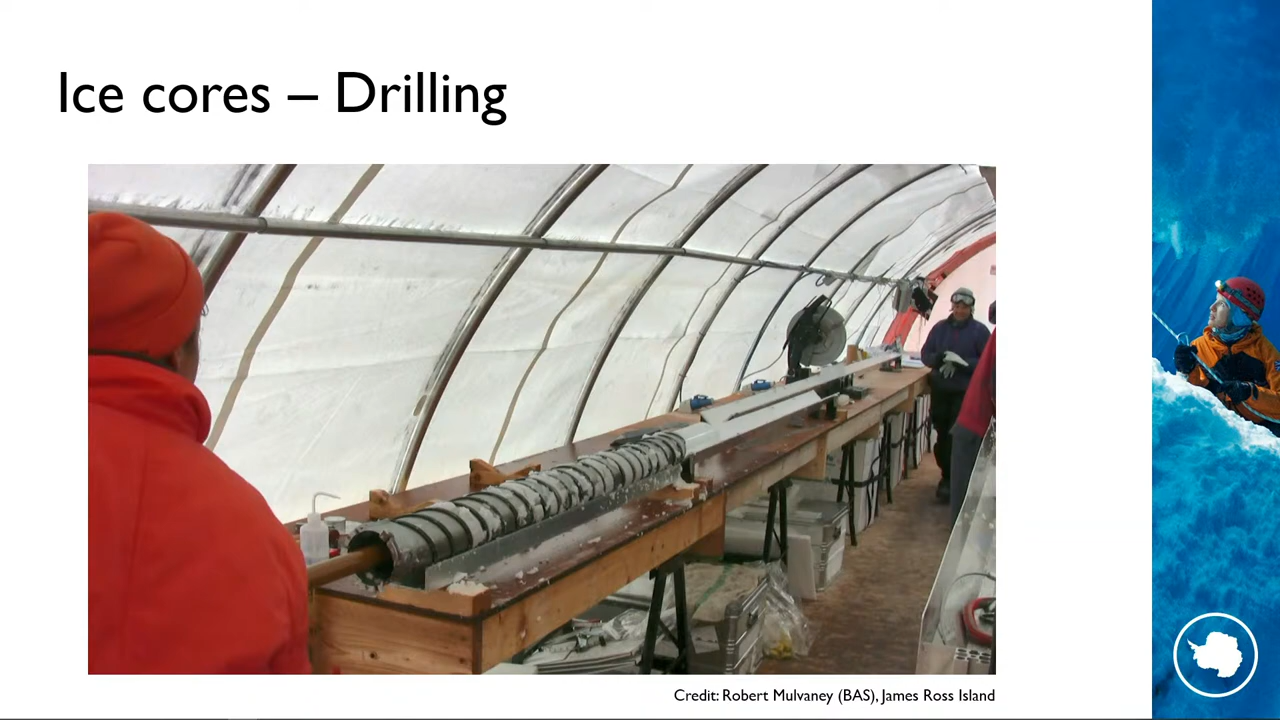 Ice cores – Drilling
Credit: Robert Mulvaney (BAS), James Ross Island